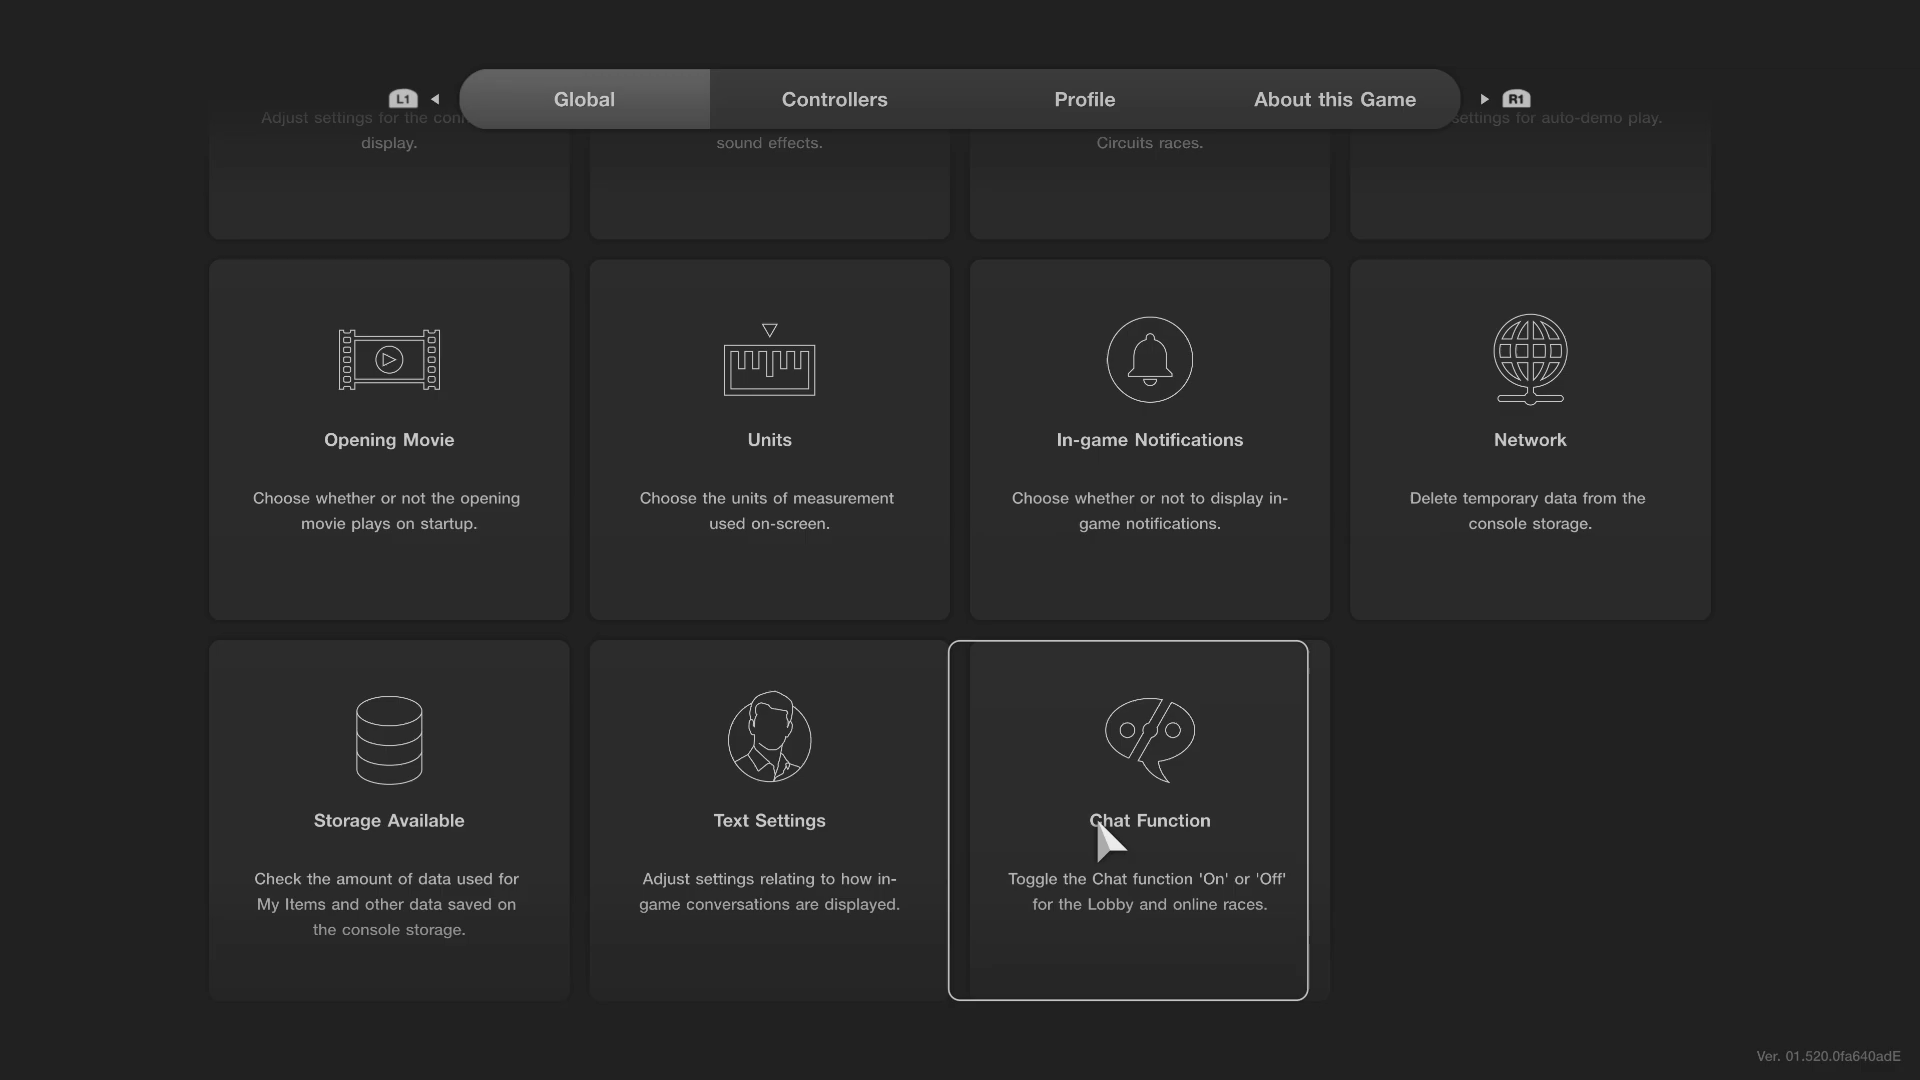 L1
Global
Controllers
Profile
About this Game
R1
Adjust settings for the
display.
sound effects.
Circuits races.
settings for auto-demo play.
Opening Movie
Choose whether or not the opening
movie plays on startup.
Units
Choose the units of measurement
used on-screen.
In-game Notifications
Choose whether or not to display in-
game notifications.
Network
Delete temporary data from the
console storage.
Storage Available
Check the amount of data used for
My Items and other data saved on
the console storage.
Text Settings
Adjust settings relating to how in-
game conversations are displayed.
Chat Function
Toggle the Chat function 'On' or 'Off'
for the Lobby and online races.
Ver. 01.520.0fa640adE